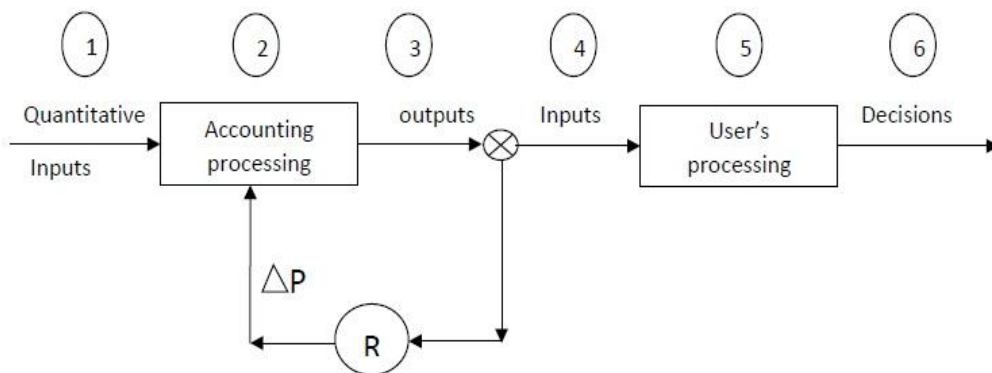 1 2 3 4 5 6
Quantitative
Inputs
Accounting
processing
outputs
Inputs
User's
processing
Decisions
△P
R